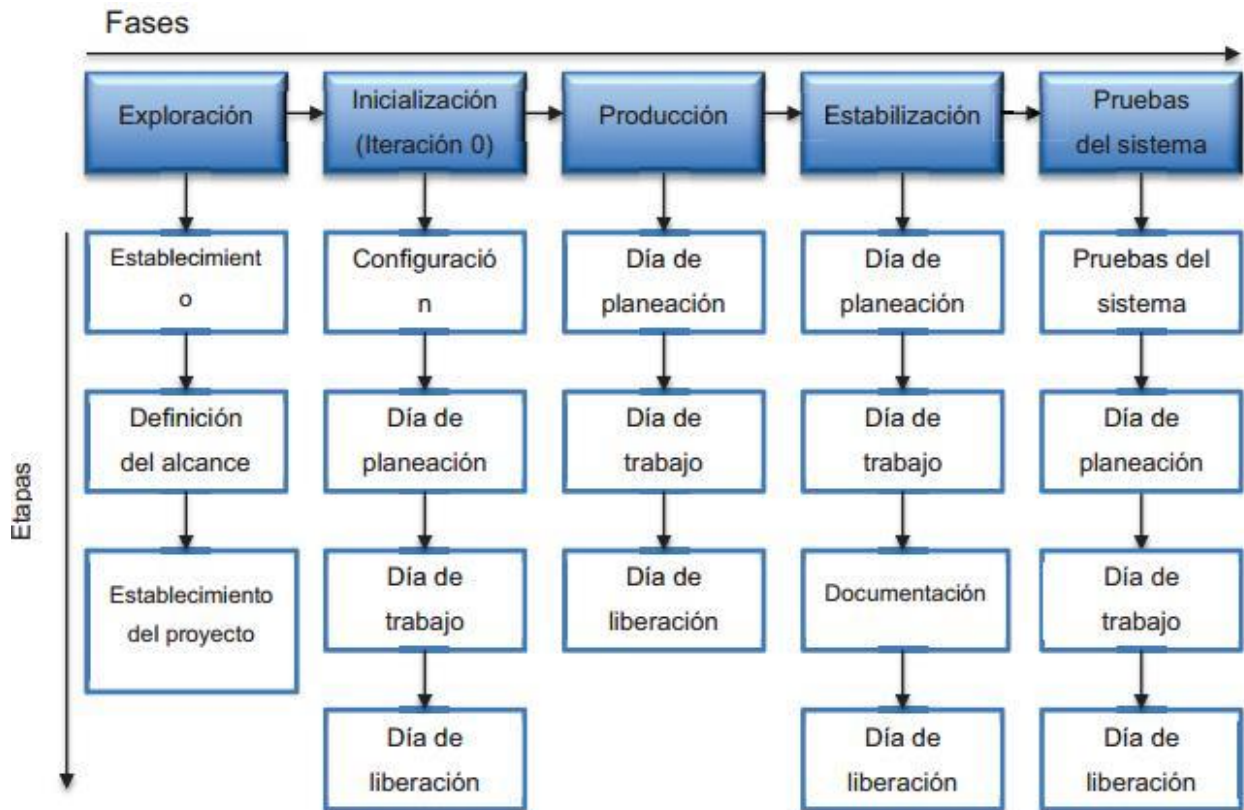 Fases
Exploración
Inicialización
(Iteración 0)
Producción
Estabilización
Pruebas
del sistema
Etapas
Establecimient
o
Configuració
n
Día de
planeación
Día de
planeación
Pruebas del
sistema
Definición
del alcance
Día de
planeación
Día de
trabajo
Día de
trabajo
Día de
planeación
Establecimiento
del proyecto
Día de
trabajo
Día de
liberación
Documentación
Día de
trabajo
Día de
liberación
Día de
liberación
Día de
liberación